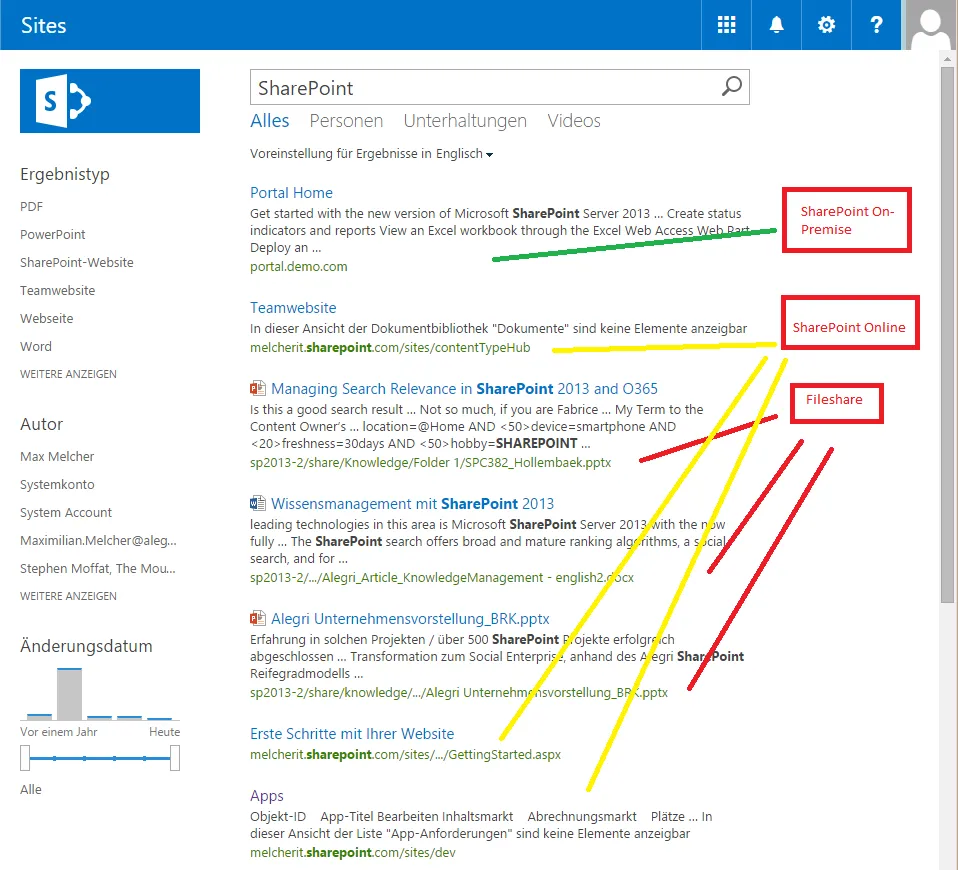 Sites
?
S
SharePoint
Alles Personen Unterhaltungen Videos
Voreinstellung für Ergebnisse in Englisch
Ergebnistyp
PDF
PowerPoint
SharePoint-Website
Teamwebsite
Webseite
Word
WEITERE ANZEIGEN
Autor
Max Melcher
Systemkonto
System Account
Maximilian.Melcher@aleg...
Stephen Moffat, The Mou...
WEITERE ANZEIGEN
Änderungsdatum
Vor einem Jahr Heute
Alle
Portal Home
Get started with the new version of Microsoft SharePoint Server 2013 ... Create status
indicators and reports View an Excel workbook through the Excel Web Access Web Part
Deploy an ...
portal.demo.com
Teamwebsite
In dieser Ansicht der Dokumentbibliothek "Dokumente" sind keine Elemente anzeigbar
melcherit.sharepoint.com/sites/contentTypeHub
Managing Search Relevance in SharePoint 2013 and O365
Is this a good search result ... Not so much, if you are Fabrice ... My Term to the
Content Owner's ... location=@Home AND <50>device=smartphone AND
<20>freshness=30days AND <50>hobby=SHAREPOINT ...
sp2013-2/share/Knowledge/Folder 1/SPC382_Hollembaek.pptx
Wissensmanagement mit SharePoint 2013
leading technologies in this area is Microsoft SharePoint Server 2013 with the now
fully ... The SharePoint search offers broad and mature ranking algorithms, a social
search, and for ...
sp2013-2/.../Alegri_Article_KnowledgeManagement - english2.docx
Alegri Unternehmensvorstellung_BRK.pptx
Erfahrung in solchen Projekten / über 500 SharePoint Projekte erfolgreich
abgeschlossen ... Transformation zum Social Enterprise, anhand des Alegri SharePoint
Reifegradmodells ...
sp2013-2/share/knowledge/.../Alegri Unternehmensvorstellung_BRK.pptx
Erste Schritte mit Ihrer Website
melcherit.sharepoint.com/sites/.../GettingStarted.aspx
Apps
Objekt-ID App-Titel Bearbeiten Inhaltsmarkt Abrechnungsmarkt Plätze ... In
dieser Ansicht der Liste "App-Anforderungen" sind keine Elemente anzeigbar
melcherit.sharepoint.com/sites/dev
SharePoint On-
Premise
SharePoint Online
Fileshare